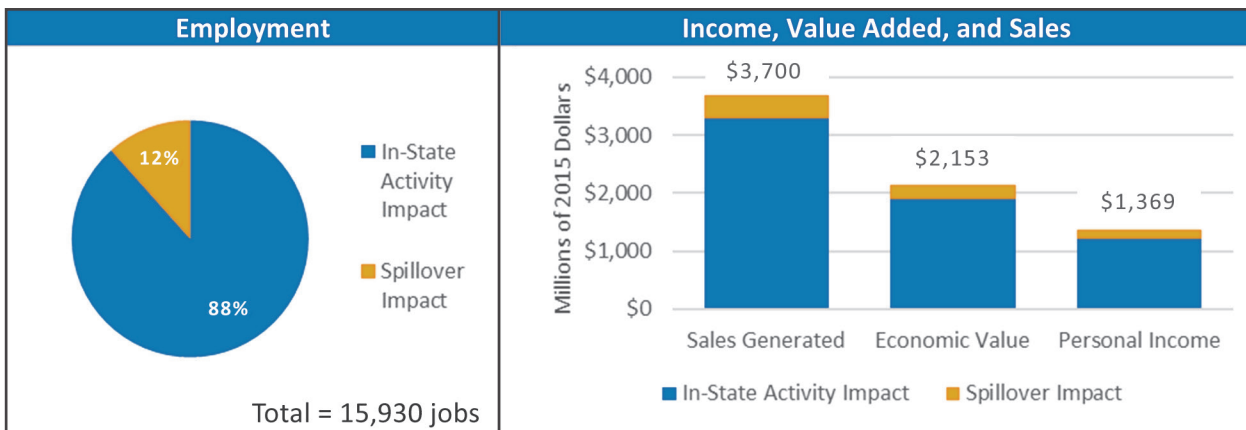 Employment
12%
88%
In-State
Activity
Impact
Spillover
Impact
Total = 15,930 jobs
Income, Value Added, and Sales
Millions of 2015 Dollars
$4,000
$3,000
$2,000
$1,000
$0
$3,700
$2,153
$1,369
Sales Generated
Economic Value
Personal Income
In-State Activity Impact
Spillover Impact